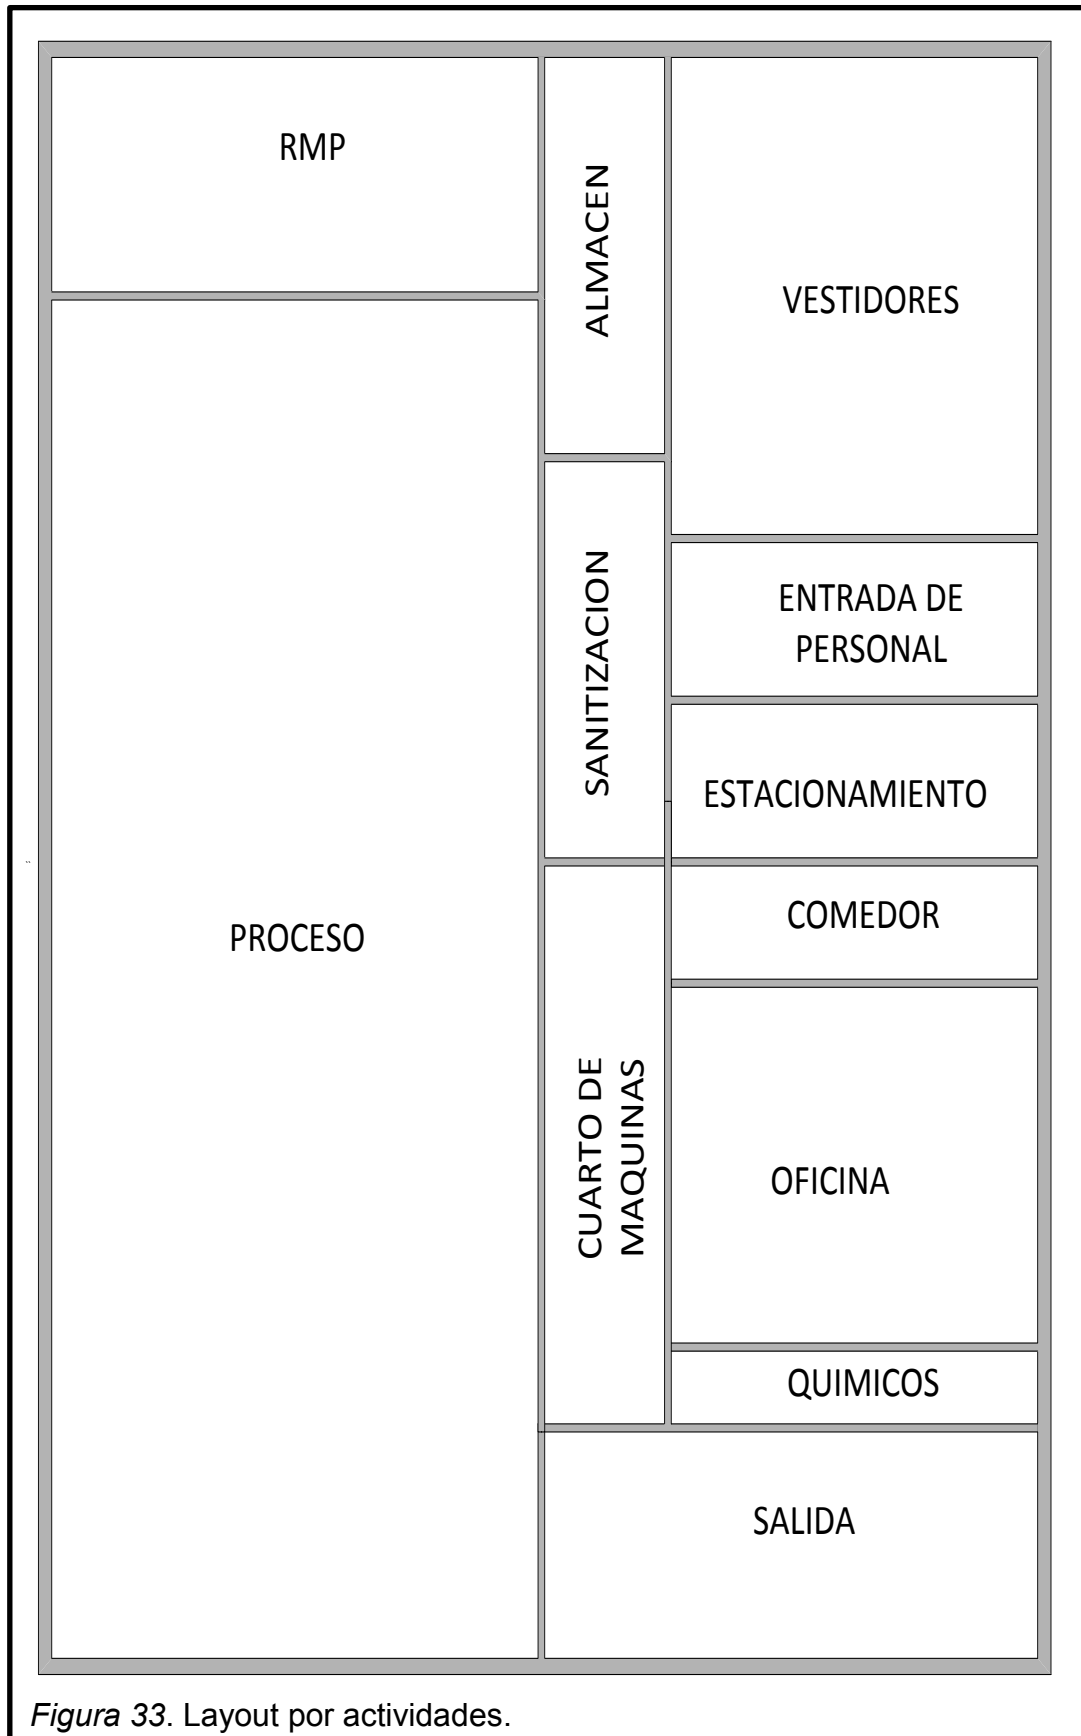 RMP
ALMACEN
VESTIDORES
SANITIZACION
ENTRADA DE
PERSONAL
ESTACIONAMIENTO
PROCESO
COMEDOR
CUARTO DE
MAQUINAS
OFICINA
QUIMICOS
SALIDA
Figura 33. Layout por actividades.